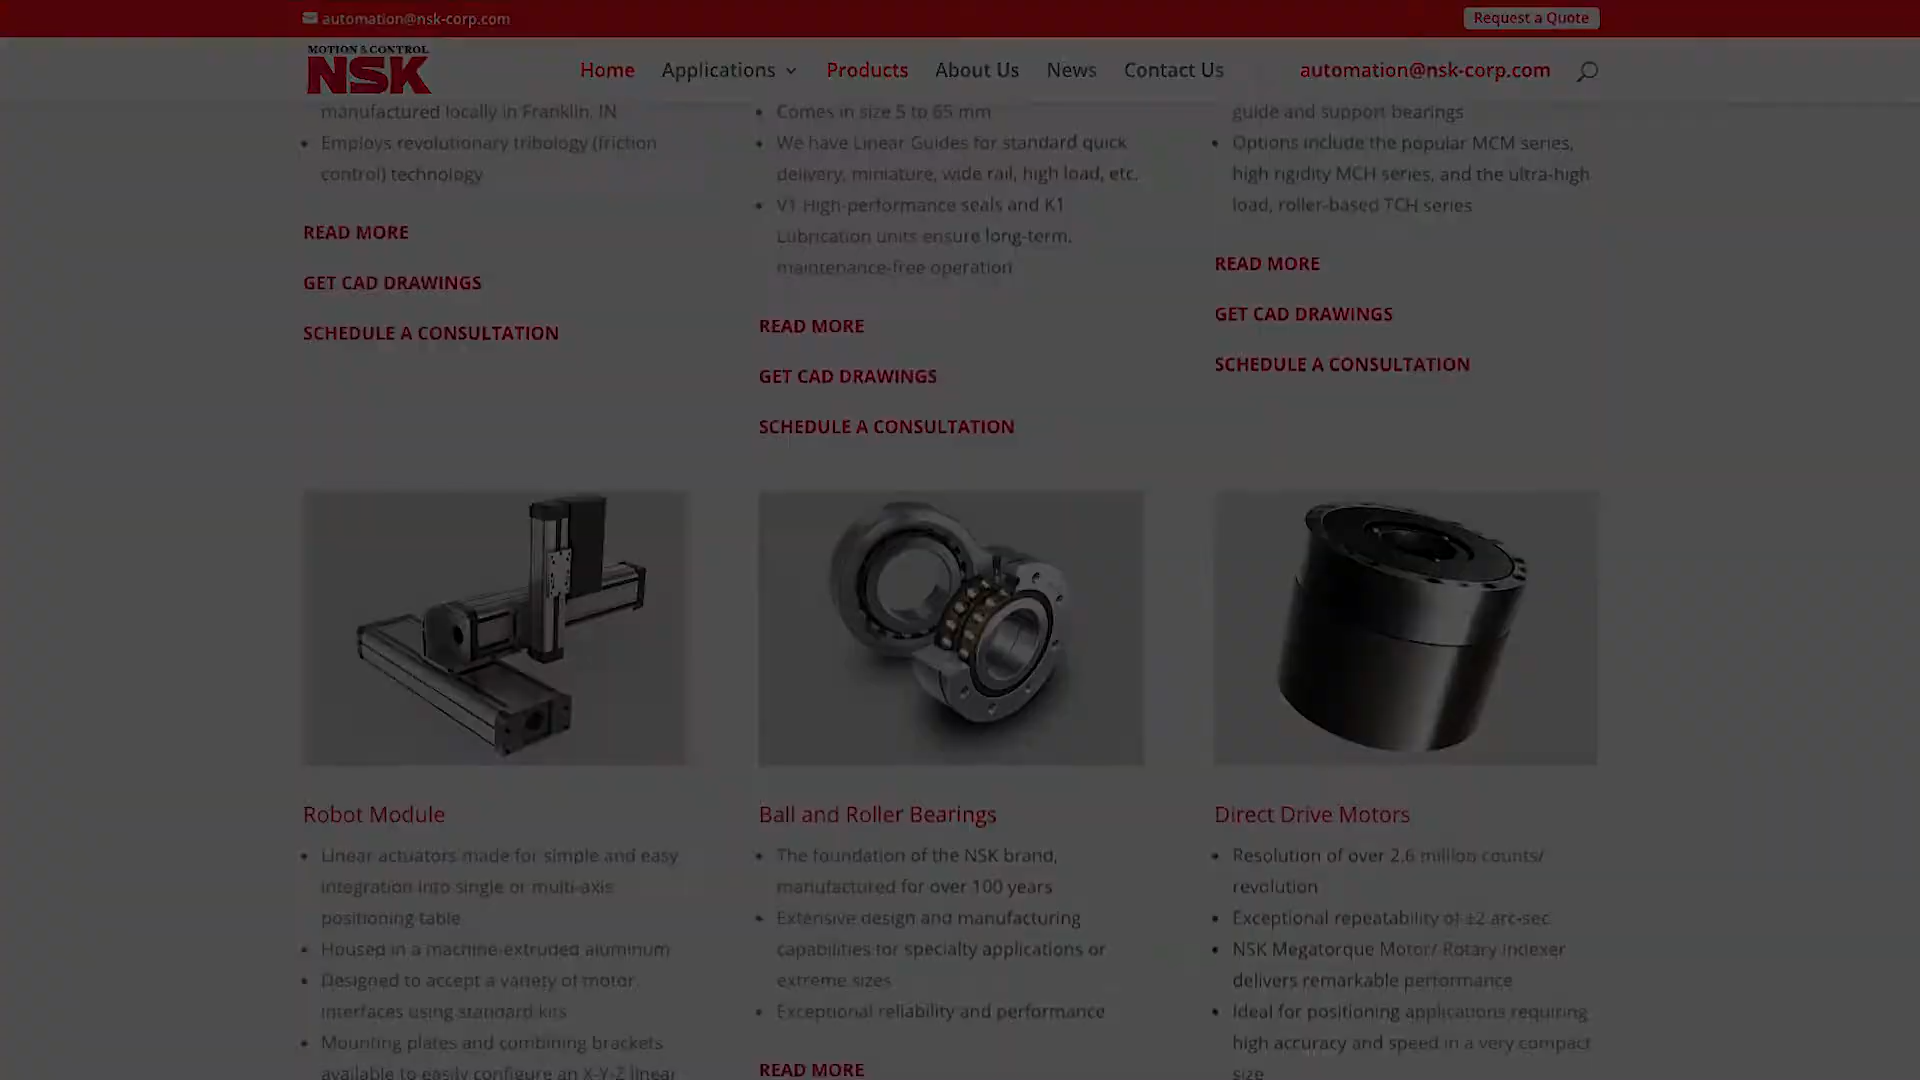 automation@nsk-corp.com
Request a Quote
MOTION & CONTROL
NSK
Home
Applications
Products
About Us
News
Contact Us
automation@nsk-corp.com
manufactured locally in Franklin, IN
Employs revolutionary tribology (friction
control) technology
READ MORE
GET CAD DRAWINGS
SCHEDULE A CONSULTATION
Comes in size 5 to 65 mm
We have Linear Guides for standard quick
delivery, miniature, wide rail, high load, etc.
V1 High-performance seals and K1
Lubrication units ensure long-term,
maintenance-free operation
READ MORE
GET CAD DRAWINGS
SCHEDULE A CONSULTATION
guide and support bearings
Options include the popular MCM series,
high rigidity MCH series, and the ultra-high
load, roller-based TCH series
READ MORE
GET CAD DRAWINGS
SCHEDULE A CONSULTATION
Robot Module
Linear actuators made for simple and easy
integration into single or multi-axis
positioning table
Housed in a machine-extruded aluminum
Designed to accept a variety of motor
interfaces using standard kits
Mounting plates and combining brackets
available to easily configure an X-Y-Z linear
Ball and Roller Bearings
The foundation of the NSK brand,
manufactured for over 100 years
Extensive design and manufacturing
capabilities for specialty applications or
extreme sizes
Exceptional reliability and performance
READ MORE
Direct Drive Motors
Resolution of over 2.6 million counts/
revolution
Exceptional repeatability of ±2 arc-sec
NSK Megatorque Motor/ Rotary Indexer
delivers remarkable performance
Ideal for positioning applications requiring
high accuracy and speed in a very compact
size